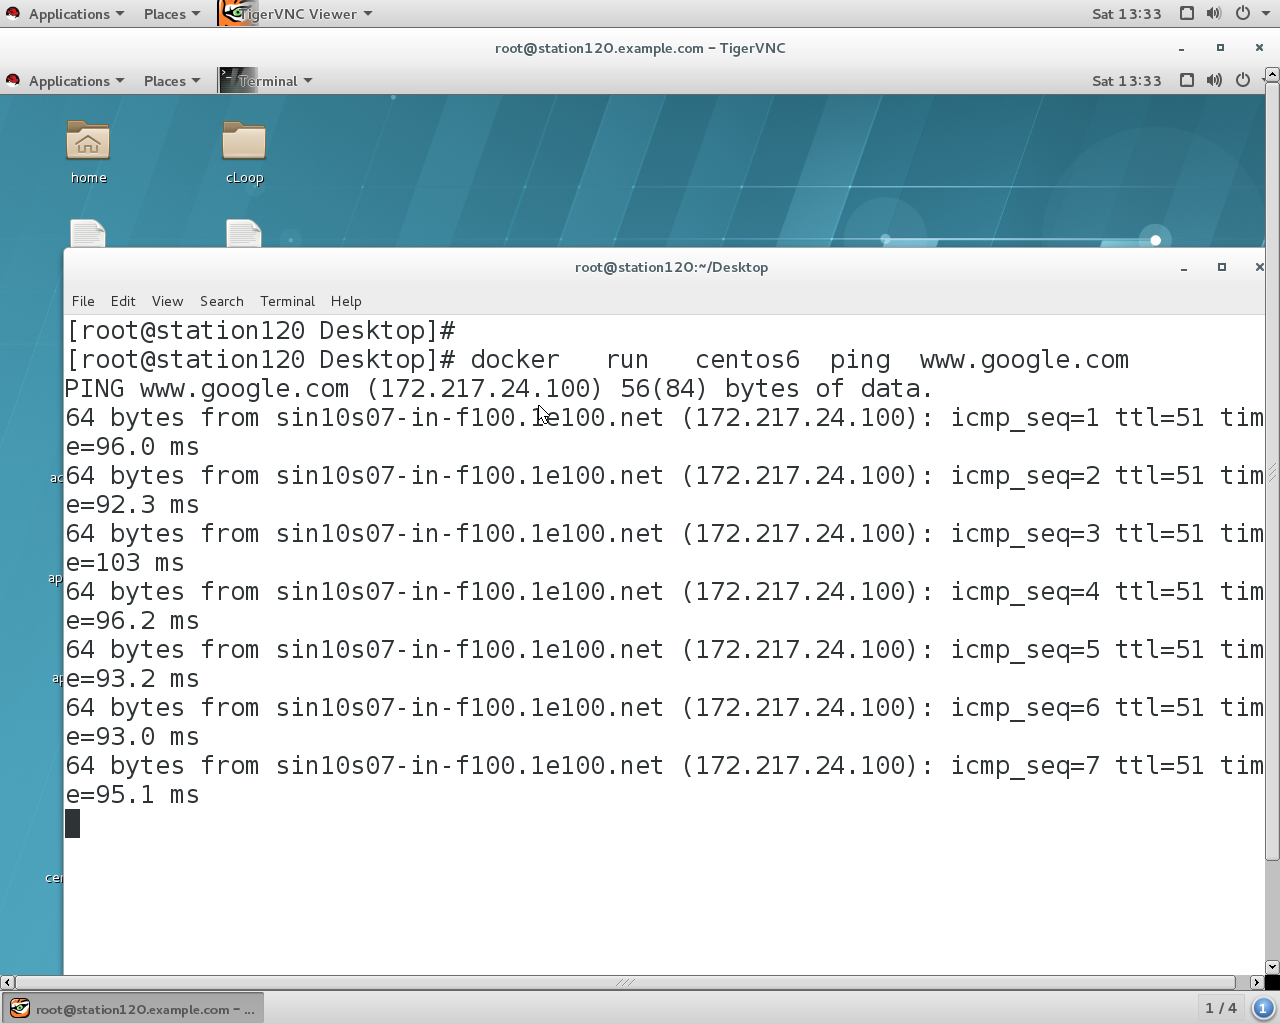 Applications Places TigerVNC Viewer Sat 13:33
root@station120.example.com – TigerVNC
Applications Places Terminal Sat 13:33
home cLoop
root@station120:~/Desktop
File Edit View Search Terminal Help
[root@station120 Desktop]#
[root@station120 Desktop]# docker   run   centos6  ping  www.google.com
PING www.google.com (172.217.24.100) 56(84) bytes of data.
64 bytes from sin10s07-in-f100.1e100.net (172.217.24.100): icmp_seq=1 ttl=51 tim
e=96.0 ms
64 bytes from sin10s07-in-f100.1e100.net (172.217.24.100): icmp_seq=2 ttl=51 tim
e=92.3 ms
64 bytes from sin10s07-in-f100.1e100.net (172.217.24.100): icmp_seq=3 ttl=51 tim
e=103 ms
64 bytes from sin10s07-in-f100.1e100.net (172.217.24.100): icmp_seq=4 ttl=51 tim
e=96.2 ms
64 bytes from sin10s07-in-f100.1e100.net (172.217.24.100): icmp_seq=5 ttl=51 tim
e=93.2 ms
64 bytes from sin10s07-in-f100.1e100.net (172.217.24.100): icmp_seq=6 ttl=51 tim
e=93.0 ms
64 bytes from sin10s07-in-f100.1e100.net (172.217.24.100): icmp_seq=7 ttl=51 tim
e=95.1 ms
root@station120.example.com – ... 1 / 4 1